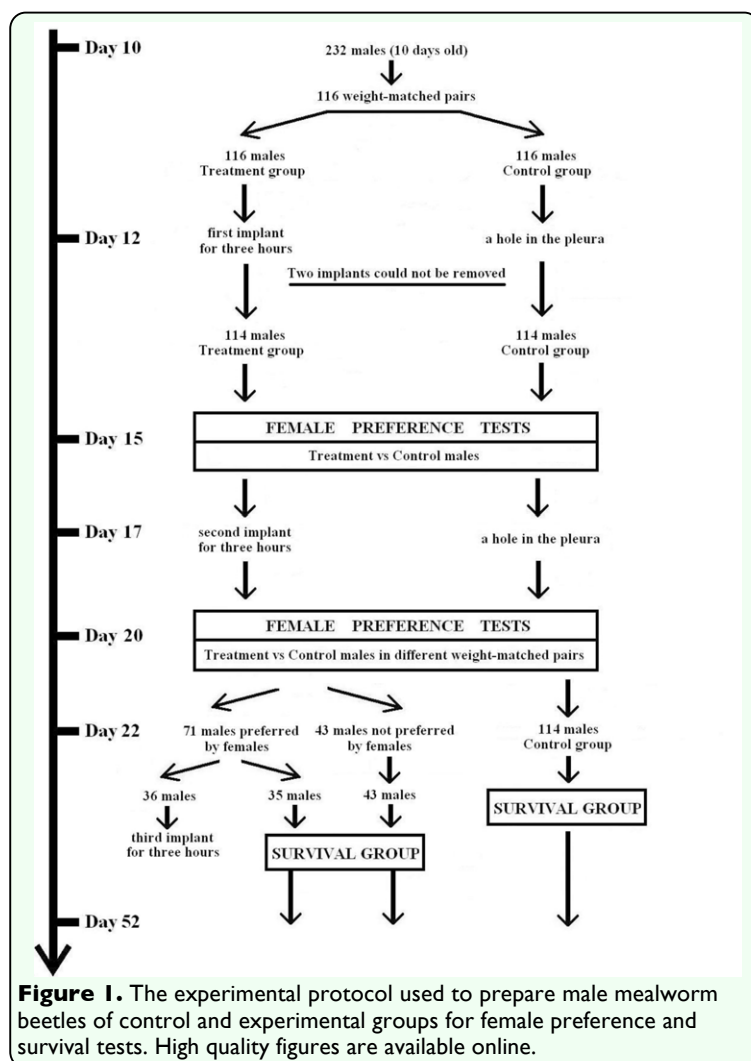 Day 10
232 males (10 days old)
116 weight-matched pairs
116 males
Treatment group
116 males
Control group
Day 12
first implant
for three hours
a hole in the pleura
Two implants could not be removed
114 males
Treatment group
114 males
Control group
Day 15
FEMALE PREFERENCE TESTS
Treatment vs Control males
Day 17
second implant
for three hours
a hole in the pleura
Day 20
FEMALE PREFERENCE TESTS
Treatment vs Control males in different weight-matched pairs
Day 22
71 males preferred
by females
43 males not preferred
by females
114 males
Control group
36 males
35 males
43 males
third implant
for three hours
SURVIVAL GROUP
SURVIVAL GROUP
Day 52
Figure 1. The experimental protocol used to prepare male mealworm
beetles of control and experimental groups for female preference and
survival tests. High quality figures are available online.